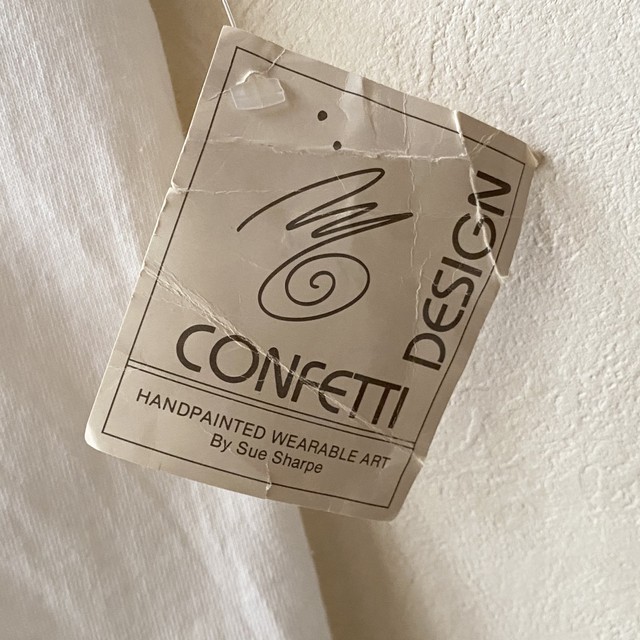 CONFETTI
DESIGN
HANDPAINTED WEARABLE ART
By Sue Sharpe